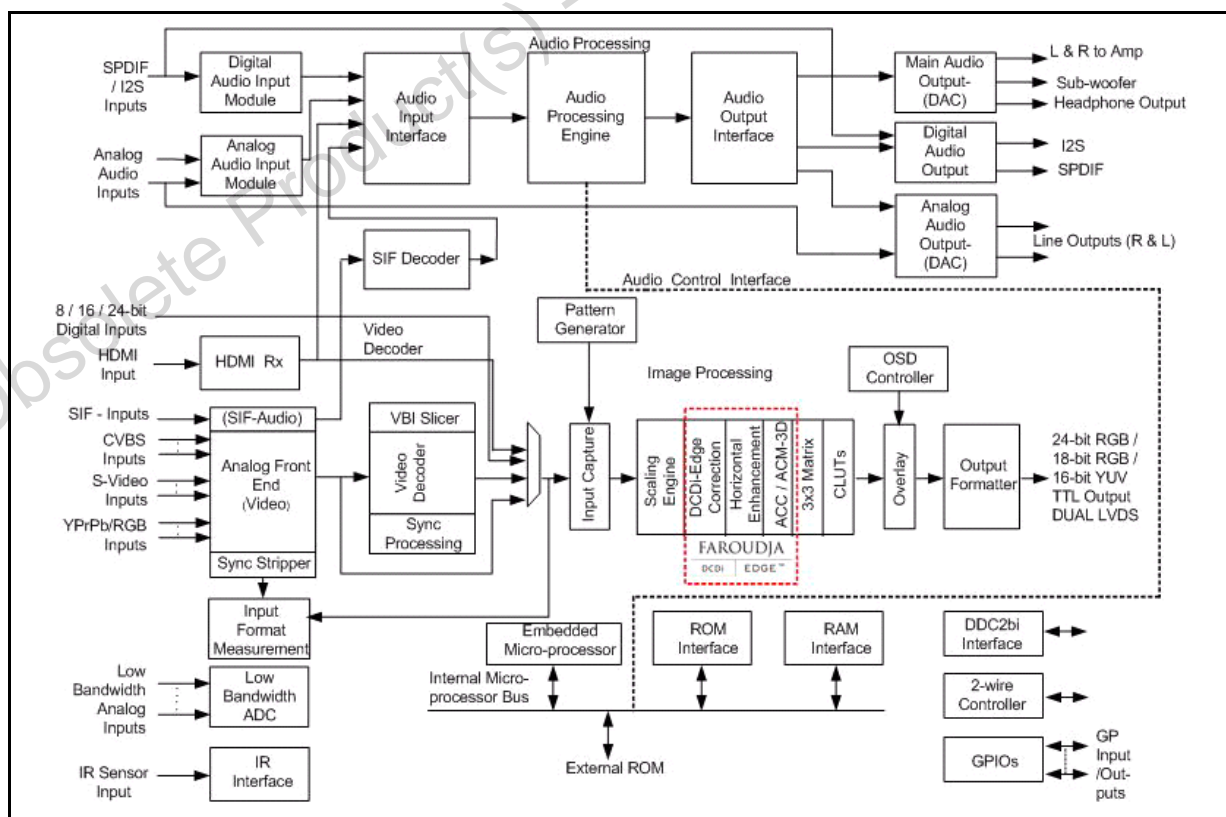 Obsolete Product(s)
Audio Processing
SPDIF
/ I2S
Inputs
Digital
Audio Input
Module
Audio
Input
Interface
Audio
Processing
Engine
Audio
Output
Interface
Main Audio
Output-
(DAC)
L & R to Amp
Sub-woofer
Headphone Output
Analog
Audio
Inputs
Analog
Audio Input
Module
Digital
Audio
Output
I2S
SPDIF
Analog
Audio
Output-
(DAC)
Line Outputs (R & L)
SIF Decoder
Audio Control Interface
8 / 16 / 24-bit
Digital Inputs
HDMI
Input
HDMI Rx
Video
Decoder
Pattern
Generator
Image Processing
OSD
Controller
SIF - Inputs
CVBS
Inputs
S-Video
Inputs
YPrPb/RGB
Inputs
(SIF-Audio)
Analog Front
End
(Video)
Sync Stripper
VBI Slicer
Video
Decoder
Sync
Processing
Input Capture
Scaling
Engine
DCDI-Edge
Correction
Horizontal
Enhancement
ACC / ACM-3D
3x3 Matrix
CLUTs
FAROUDJA
DCDi | EDGE™
Overlay
Output
Formatter
24-bit RGB /
18-bit RGB /
16-bit YUV
TTL Output
DUAL LVDS
Input
Format
Measurement
Embedded
Micro-processor
ROM
Interface
RAM
Interface
DDC2bi
Interface
Low
Bandwidth
Analog
Inputs
Low
Bandwidth
ADC
Internal Micro-
processor Bus
2-wire
Controller
External ROM
IR Sensor
Input
IR
Interface
GPIOs
GP
Input
/Out-
puts